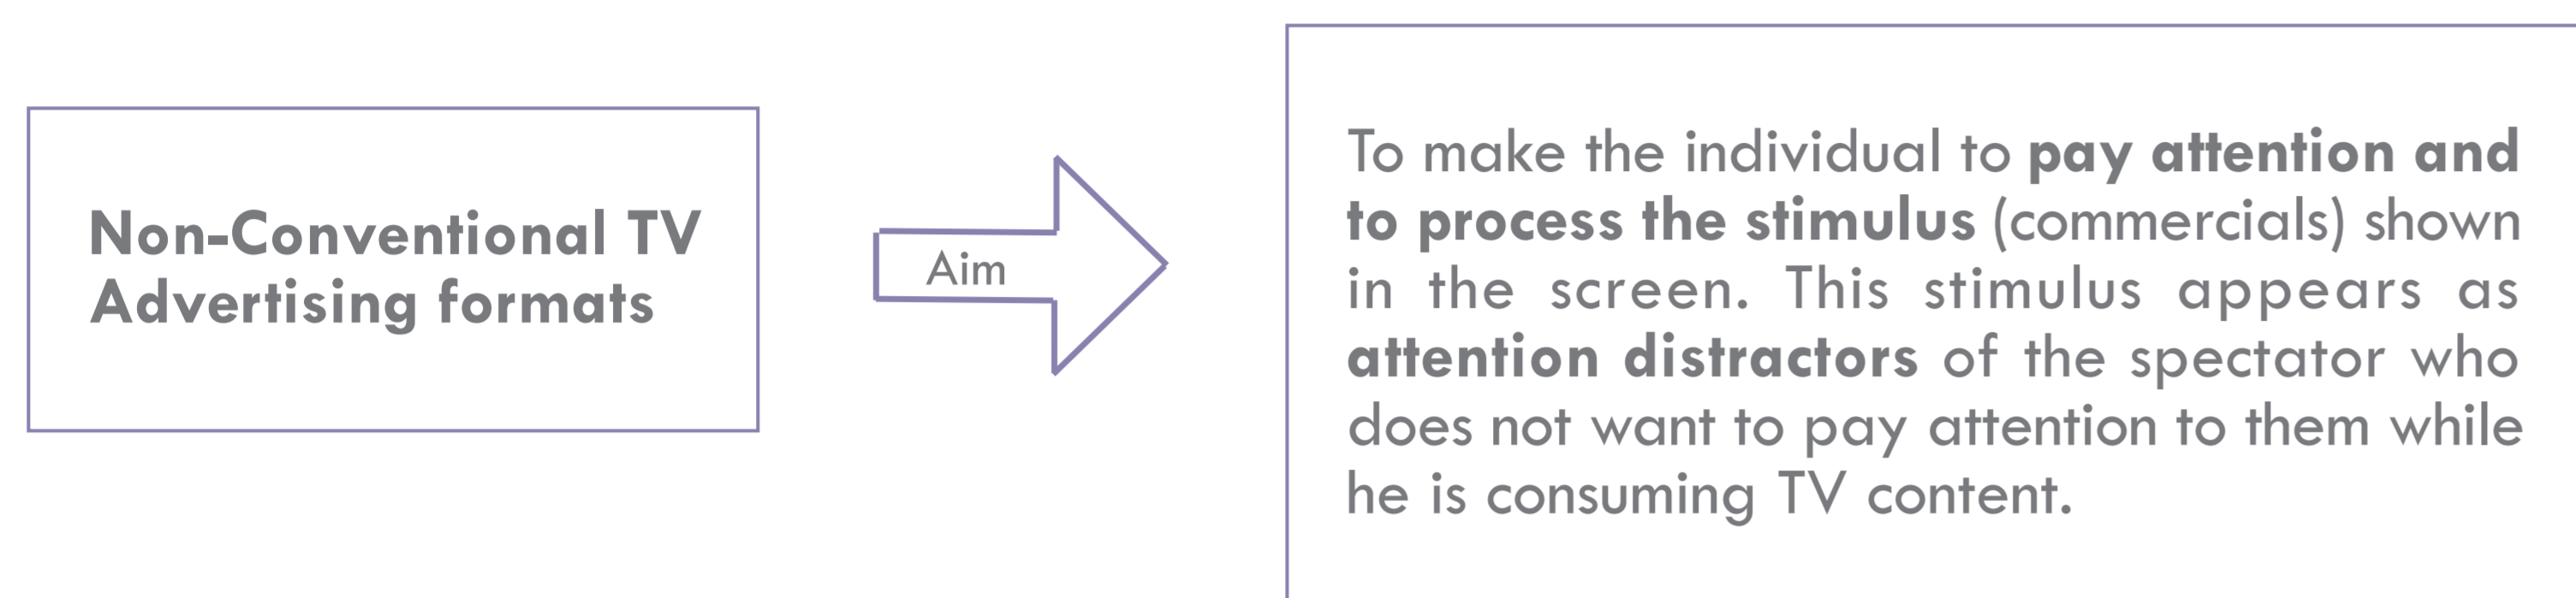 Non-Conventional TV
Advertising formats
Aim
To make the individual to pay attention and
to process the stimulus (commercials) shown
in the screen. This stimulus appears as
attention distractors of the spectator who
does not want to pay attention to them while
he is consuming TV content.